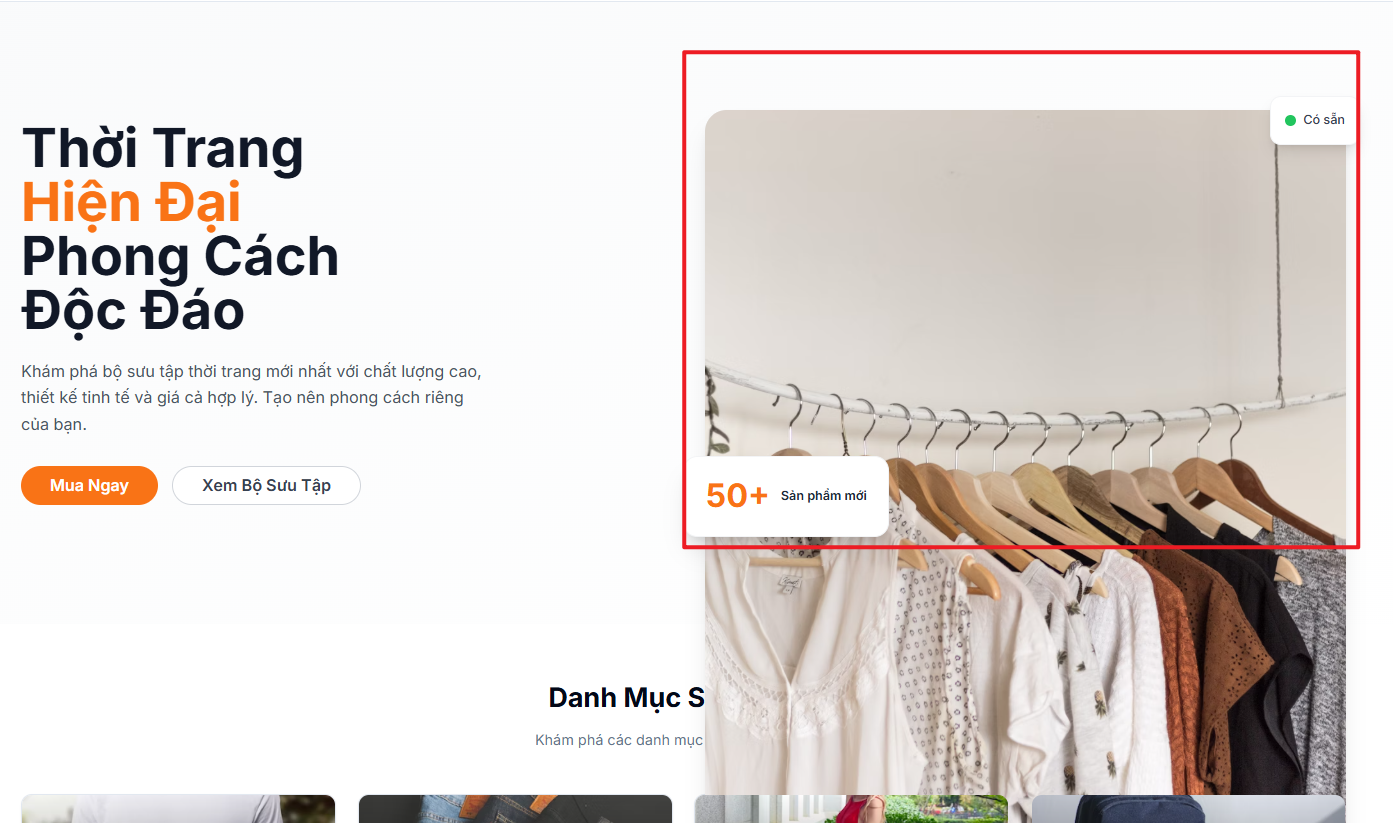 Thời Trang
Hiện Đại
Phong Cách
Độc Đáo
Khám phá bộ sưu tập thời trang mới nhất với chất lượng cao,
thiết kế tinh tế và giá cả hợp lý. Tạo nên phong cách riêng
của bạn.
Mua Ngay
Xem Bộ Sưu Tập
Có sẵn
50+
Sản phẩm mới
Danh Mục S
Khám phá các danh mục